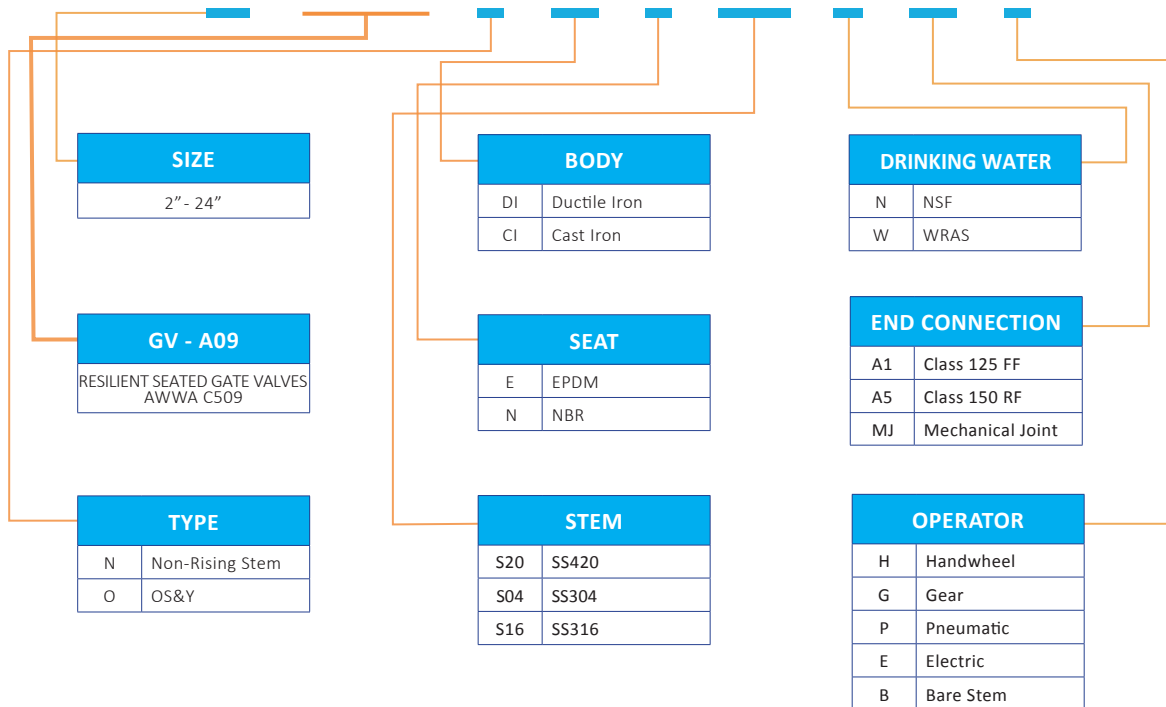 SIZE
2” - 24”
GV - A09
RESILIENT SEATED GATE VALVES
AWWA C509
TYPE
N Non-Rising Stem
O OS&Y
BODY
DI Ductile Iron
CI Cast Iron
SEAT
E EPDM
N NBR
STEM
S20 SS420
S04 SS304
S16 SS316
DRINKING WATER
N NSF
W WRAS
END CONNECTION
A1 Class 125 FF
A5 Class 150 RF
MJ Mechanical Joint
OPERATOR
H Handwheel
G Gear
P Pneumatic
E Electric
B Bare Stem